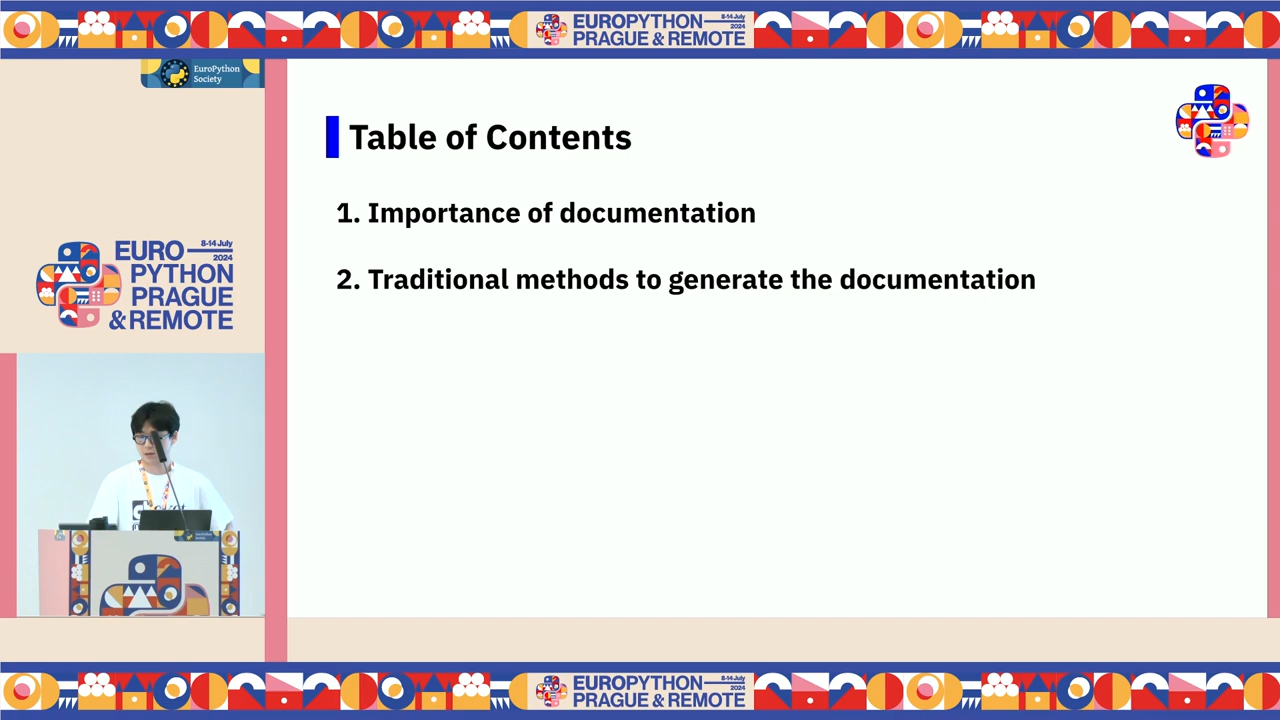 EUROPYTHON
8-14 July
2024
PRAGUE & REMOTE
EuroPython
Society
Table of Contents
1. Importance of documentation
2. Traditional methods to generate the documentation
EURO
8-14 July
2024
PYTHON
PRAGUE
& REMOTE
EUROPYTHON
8-14 July
2024
PRAGUE & REMOTE